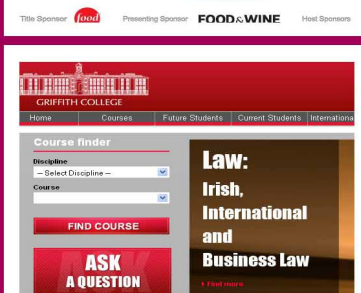 Title Sponsor food Presenting Sponsor FOOD&WINE Host Sponsors
GRIFFITH COLLEGE
Home Courses Future Students Current Students Internationa
Course finder
Discipline
-- Select Discipline --
Course
FIND COURSE
ASK
A QUESTION
Law:
Irish,
International
and
Business Law
› Find more